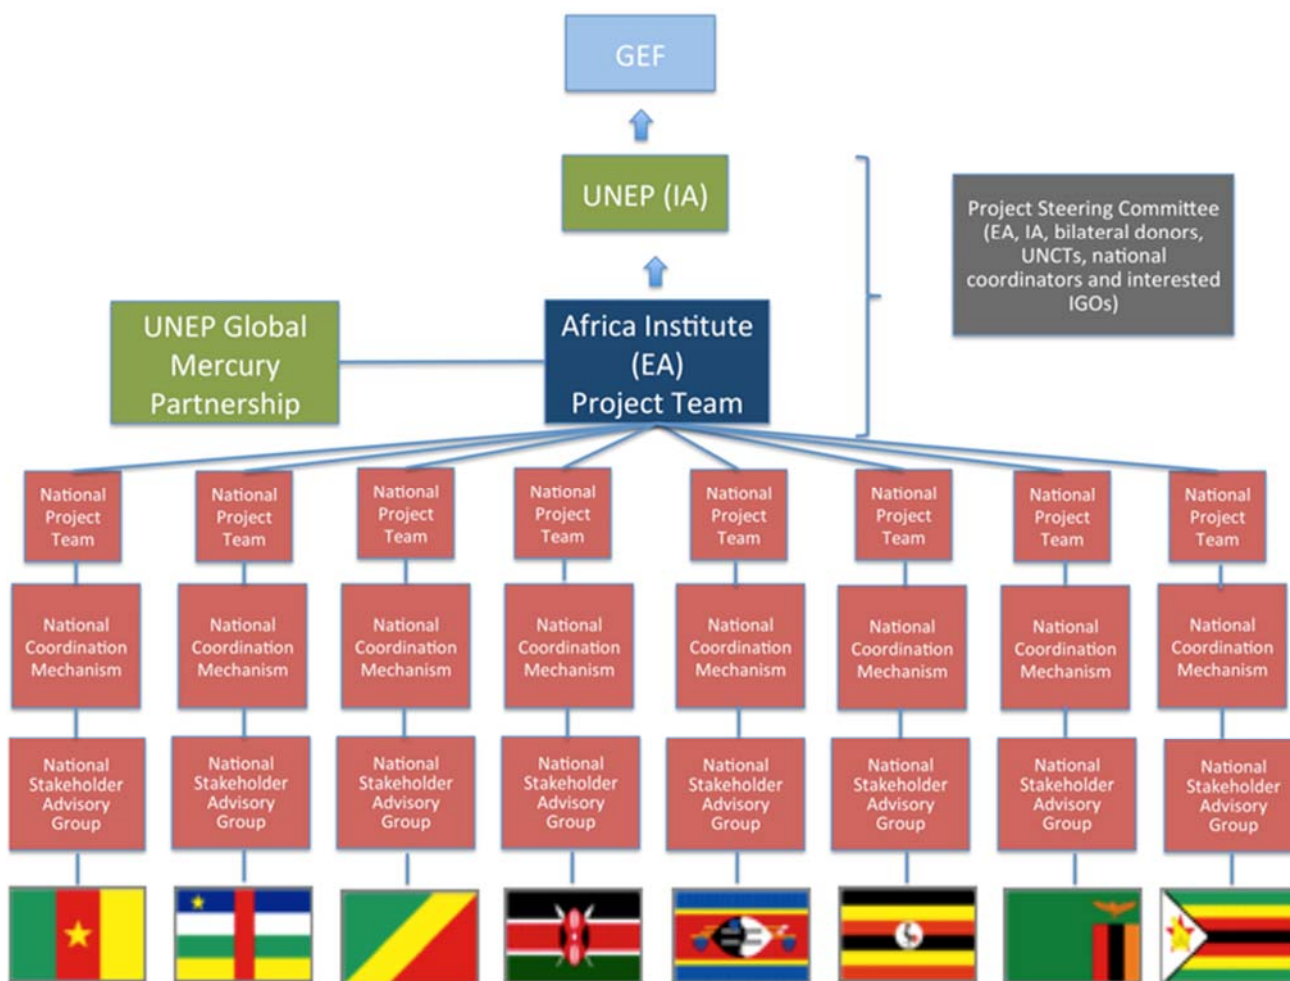 GEF
UNEP (IA)
Project Steering Committee
(EA, IA, bilateral donors,
UNCTs, national
coordinators and interested
IGOs)
UNEP Global
Mercury
Partnership
Africa Institute
(EA)
Project Team
National
Project
Team
National
Project
Team
National
Project
Team
National
Project
Team
National
Project
Team
National
Project
Team
National
Project
Team
National
Project
Team
National
Coordination
Mechanism
National
Coordination
Mechanism
National
Coordination
Mechanism
National
Coordination
Mechanism
National
Coordination
Mechanism
National
Coordination
Mechanism
National
Coordination
Mechanism
National
Coordination
Mechanism
National
Stakeholder
Advisory
Group
National
Stakeholder
Advisory
Group
National
Stakeholder
Advisory
Group
National
Stakeholder
Advisory
Group
National
Stakeholder
Advisory
Group
National
Stakeholder
Advisory
Group
National
Stakeholder
Advisory
Group
National
Stakeholder
Advisory
Group